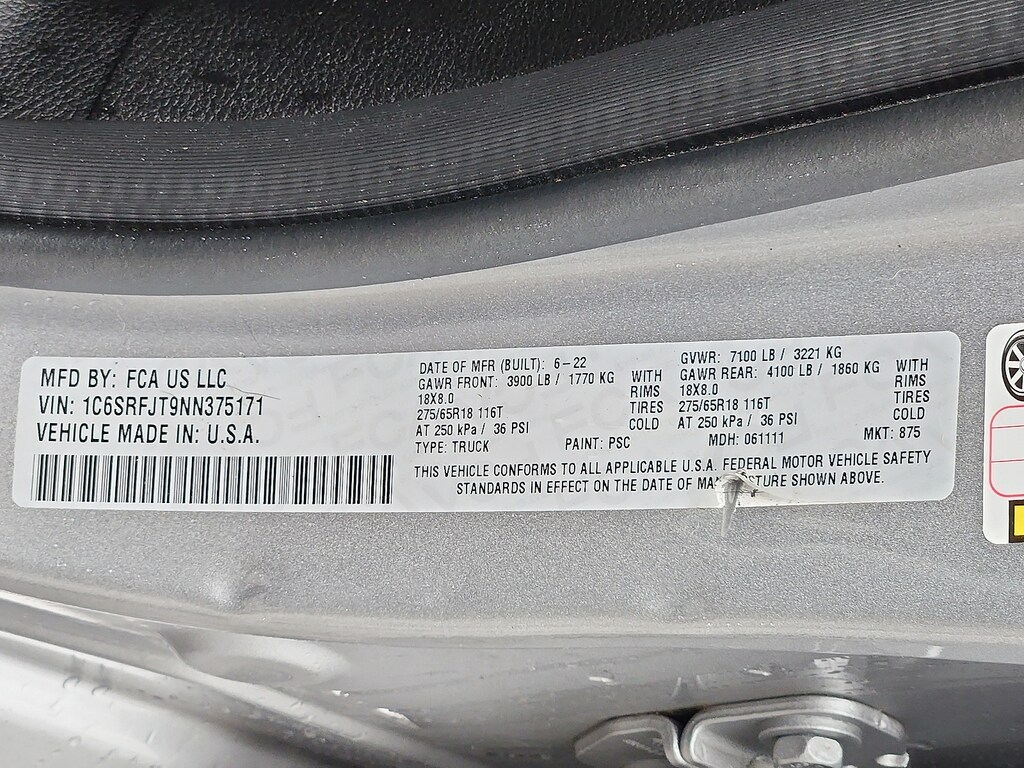 MFD BY: FCA US LLC
VIN: 1C6SRFJT9NN375171
VEHICLE MADE IN: U.S.A.
DATE OF MFR (BUILT): 6-22
GAWR FRONT: 3900 LB / 1770 KG WITH
18X8.0 RIMS
275/65R18 116T TIRES
AT 250 kPa / 36 PSI COLD
TYPE: TRUCK PAINT: PSC
GVWR: 7100 LB / 3221 KG
GAWR REAR: 4100 LB / 1860 KG WITH
18X8.0 RIMS
275/65R18 116T TIRES
AT 250 kPa / 36 PSI COLD
MDH: 061111 MKT: 875
THIS VEHICLE CONFORMS TO ALL APPLICABLE U.S.A. FEDERAL MOTOR VEHICLE SAFETY
STANDARDS IN EFFECT ON THE DATE OF SHOWN ABOVE.